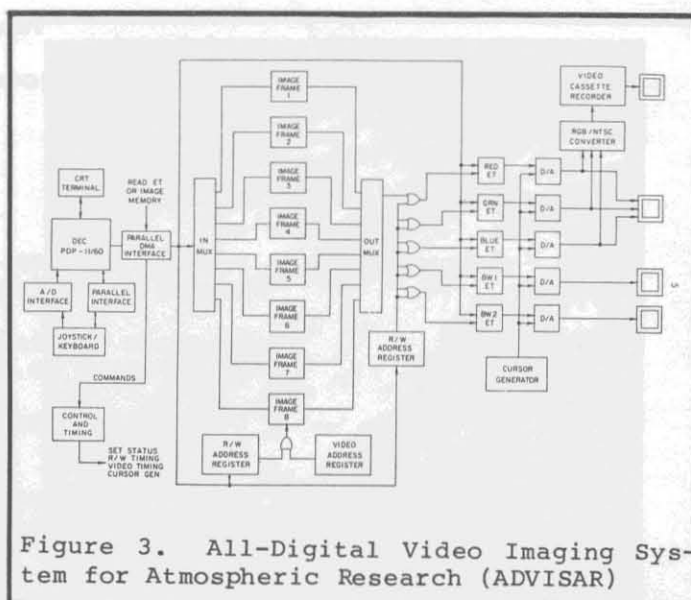 IMAGE
FRAME
1
IMAGE
FRAME
2
IMAGE
FRAME
3
IMAGE
FRAME
4
IMAGE
FRAME
5
IMAGE
FRAME
6
IMAGE
FRAME
7
IMAGE
FRAME
8
CRT
TERMINAL
DEC
PDP-11/60
A/D
INTERFACE
PARALLEL
INTERFACE
JOYSTICK/
KEYBOARD
READ ET
OR IMAGE
MEMORY
PARALLEL
DMA
INTERFACE
COMMANDS
CONTROL
AND
TIMING
SET STATUS
R/W TIMING
VIDEO TIMING
CURSOR GEN
IN
MUX
OUT
MUX
R/W
ADDRESS
REGISTER
VIDEO
ADDRESS
REGISTER
R/W
ADDRESS
REGISTER
RED
ET
GRN
ET
BLUE
ET
BW1
ET
BW2
ET
D/A
D/A
D/A
D/A
D/A
CURSOR
GENERATOR
VIDEO
CASSETTE
RECORDER
RGB/NTSC
CONVERTER
5
Figure 3. All-Digital Video Imaging Sys-
tem for Atmospheric Research (ADVISAR)